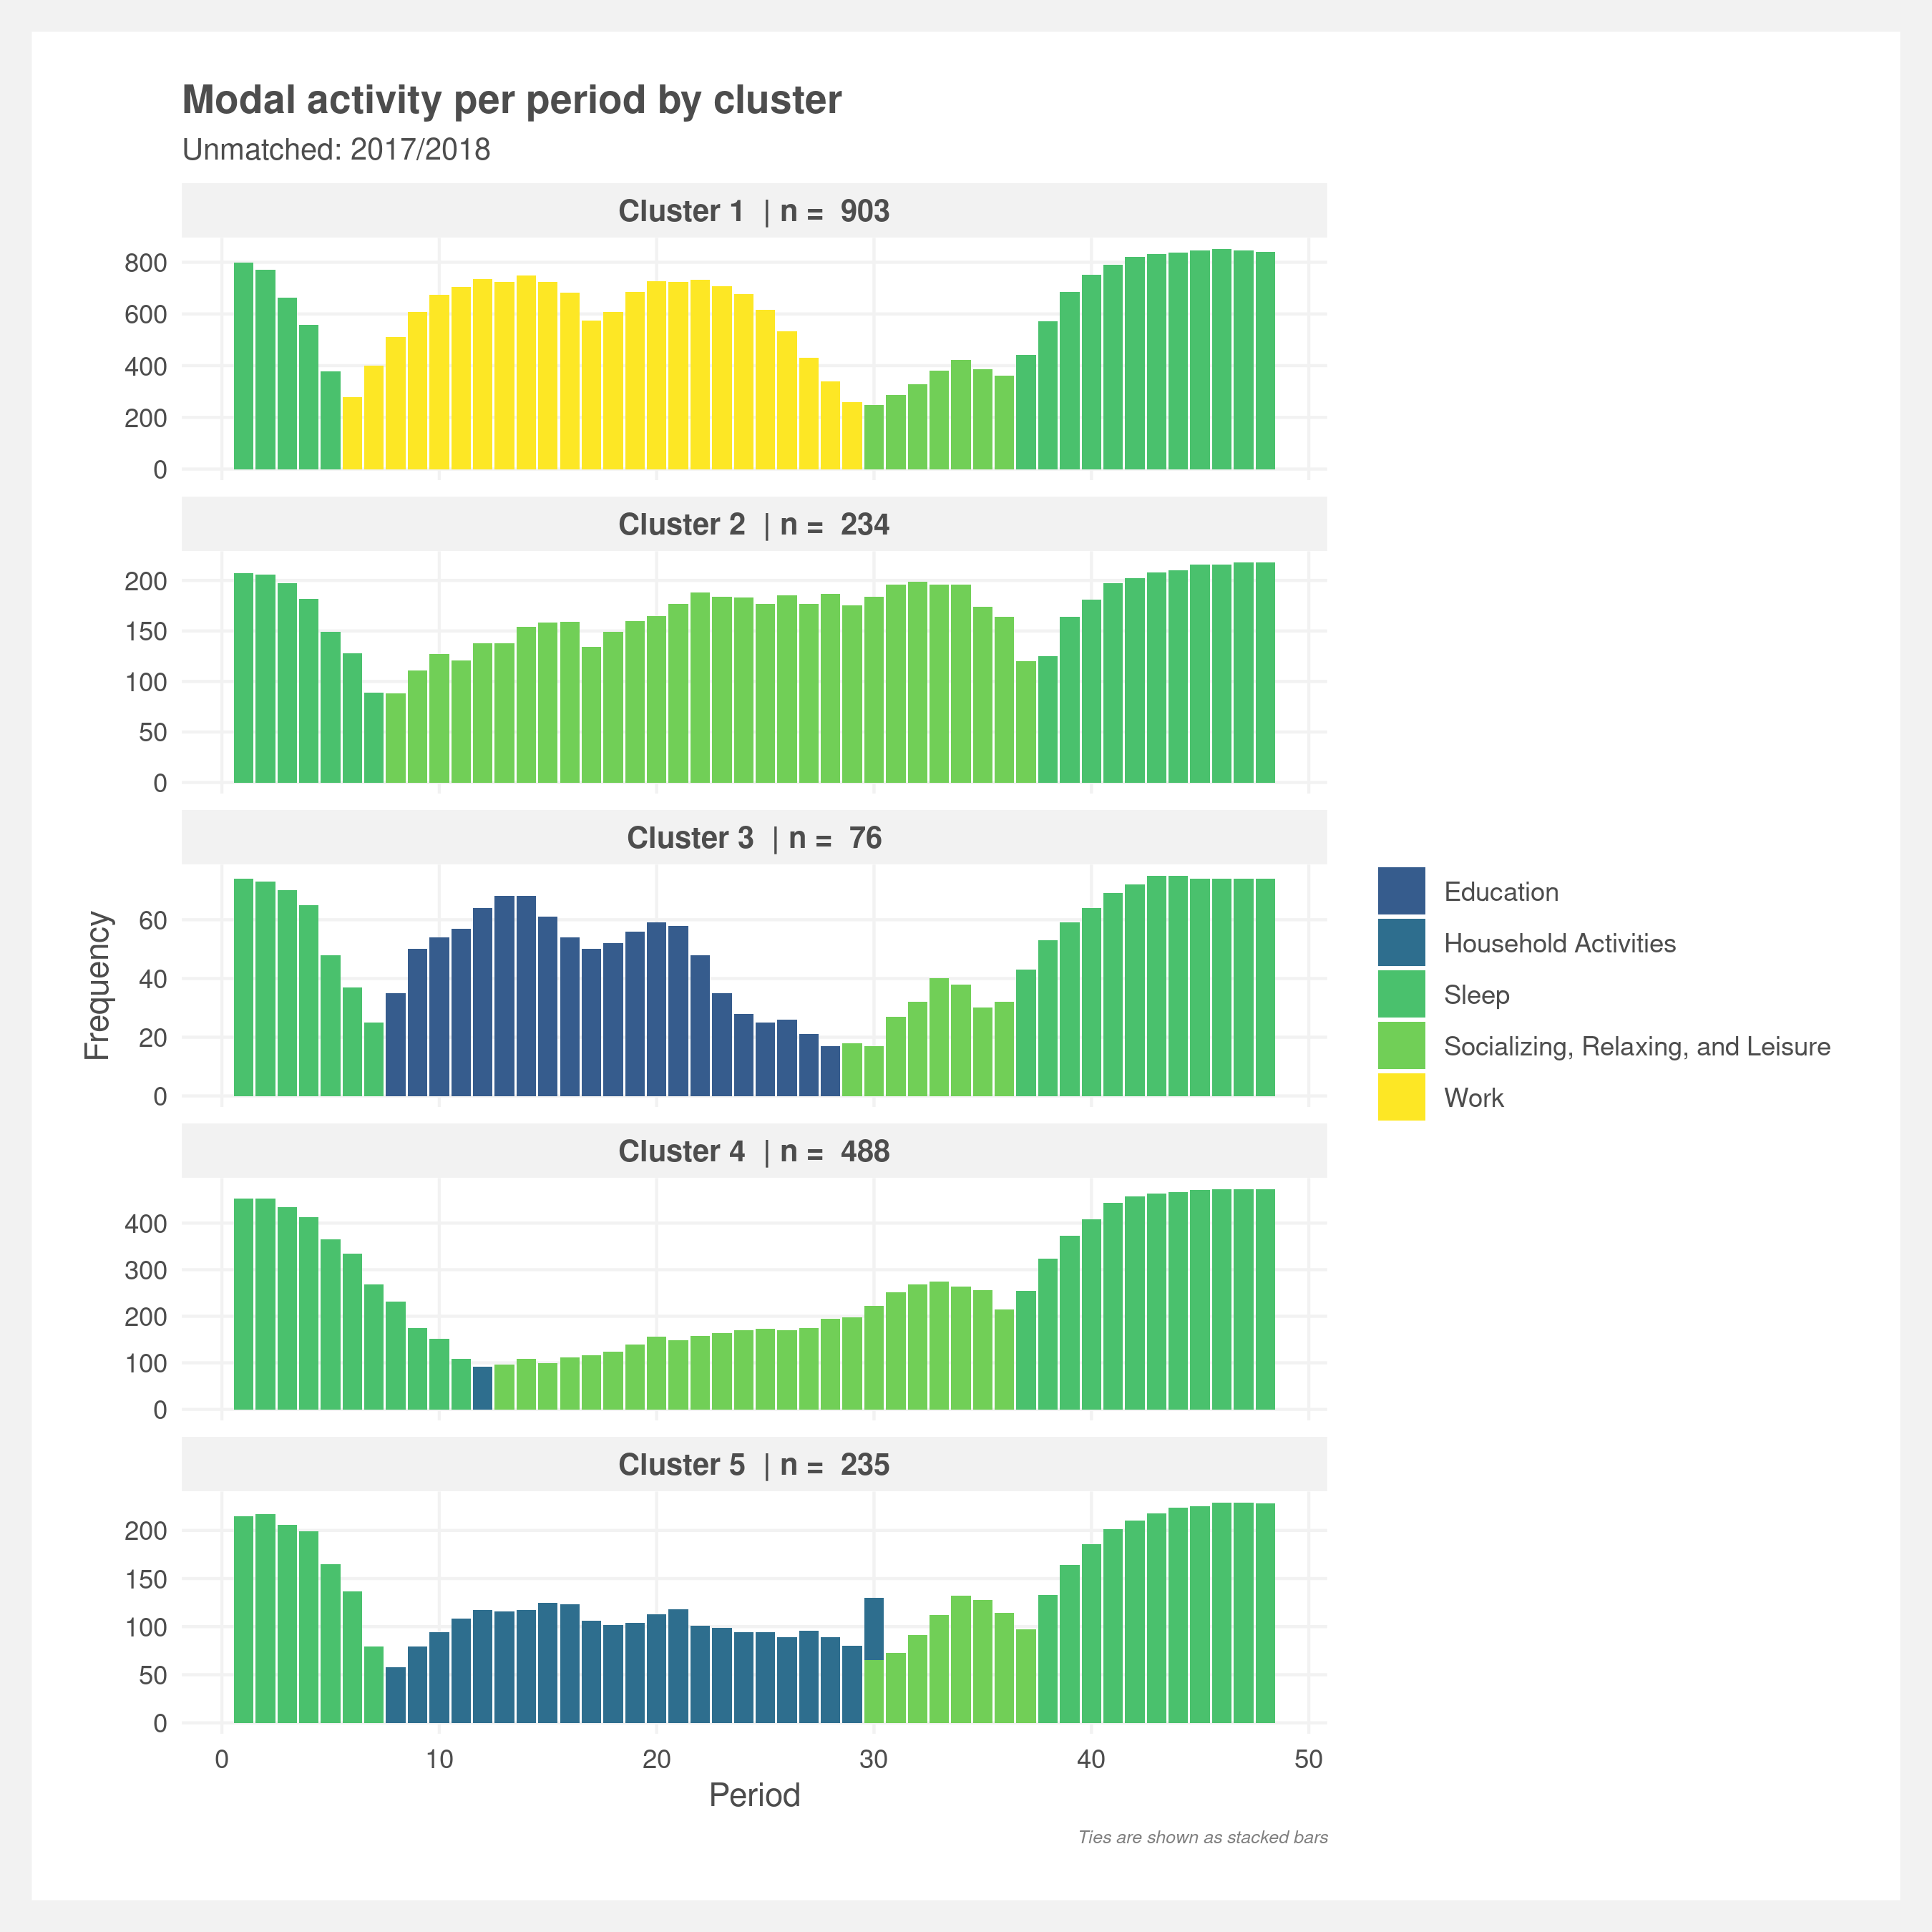 Modal activity per period by cluster
Unmatched: 2017/2018
Cluster 1 | n = 903
800
600
400
200
0
Cluster 2 | n = 234
200
150
100
50
0
Cluster 3 | n = 76
60
40
20
0
Cluster 4 | n = 488
400
300
200
100
0
Cluster 5 | n = 235
200
150
100
50
0
0 10 20 30 40 50
Period
Frequency
Education
Household Activities
Sleep
Socializing, Relaxing, and Leisure
Work
Ties are shown as stacked bars